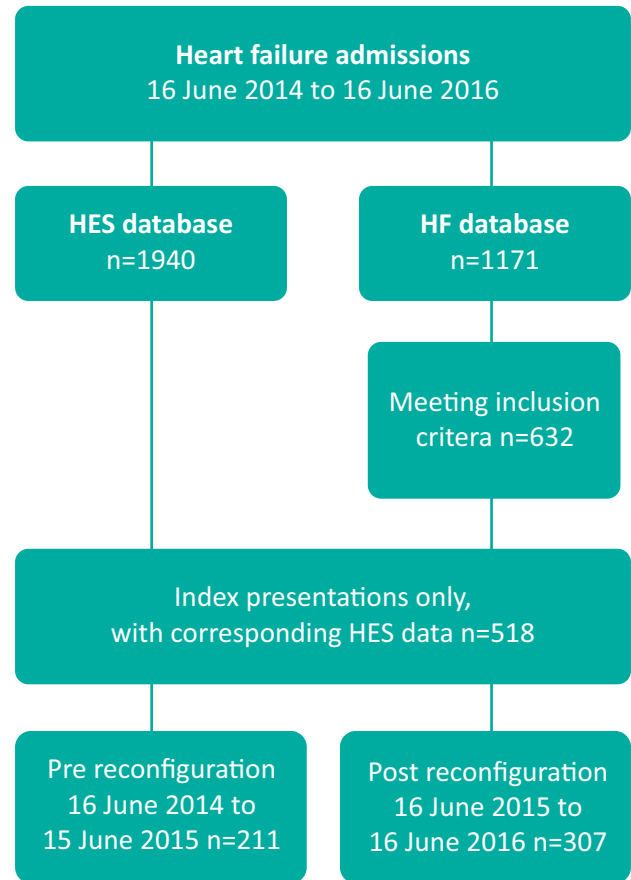 Heart failure admissions
16 June 2014 to 16 June 2016
HES database
n=1940
HF database
n=1171
Meeting inclusion
critera n=632
Index presentations only,
with corresponding HES data n=518
Pre reconfiguration
16 June 2014 to
15 June 2015 n=211
Post reconfiguration
16 June 2015 to
16 June 2016 n=307